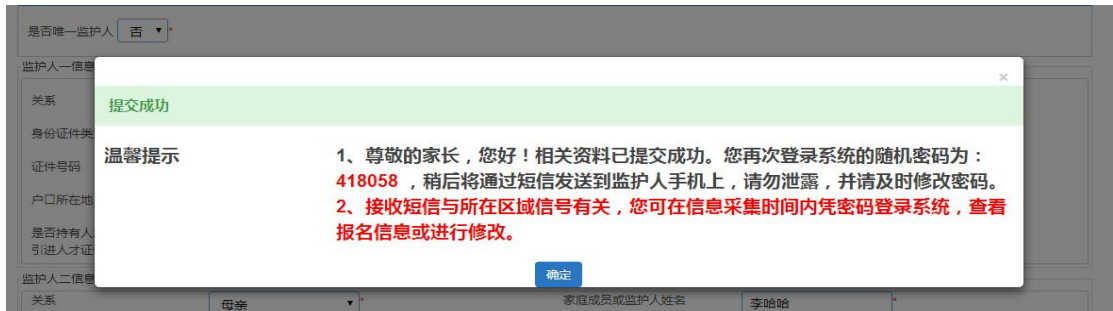 是否唯一监护人 否 ▼ *
监护人一信息
×
关系
提交成功
身份证件类
温馨提示
1、尊敬的家长，您好！相关资料已提交成功。您再次登录系统的随机密码为：
证件号码
418058 ，稍后将通过短信发送到监护人手机上，请勿泄露，并请及时修改密码。
户口所在地
2、接收短信与所在区域信号有关，您可在信息采集时间内凭密码登录系统，查看
是否持有人
报名信息或进行修改。
引进人才证
确定
监护人二信息
关系 母亲 ▼ * 家庭成员或监护人姓名 李哈哈 *